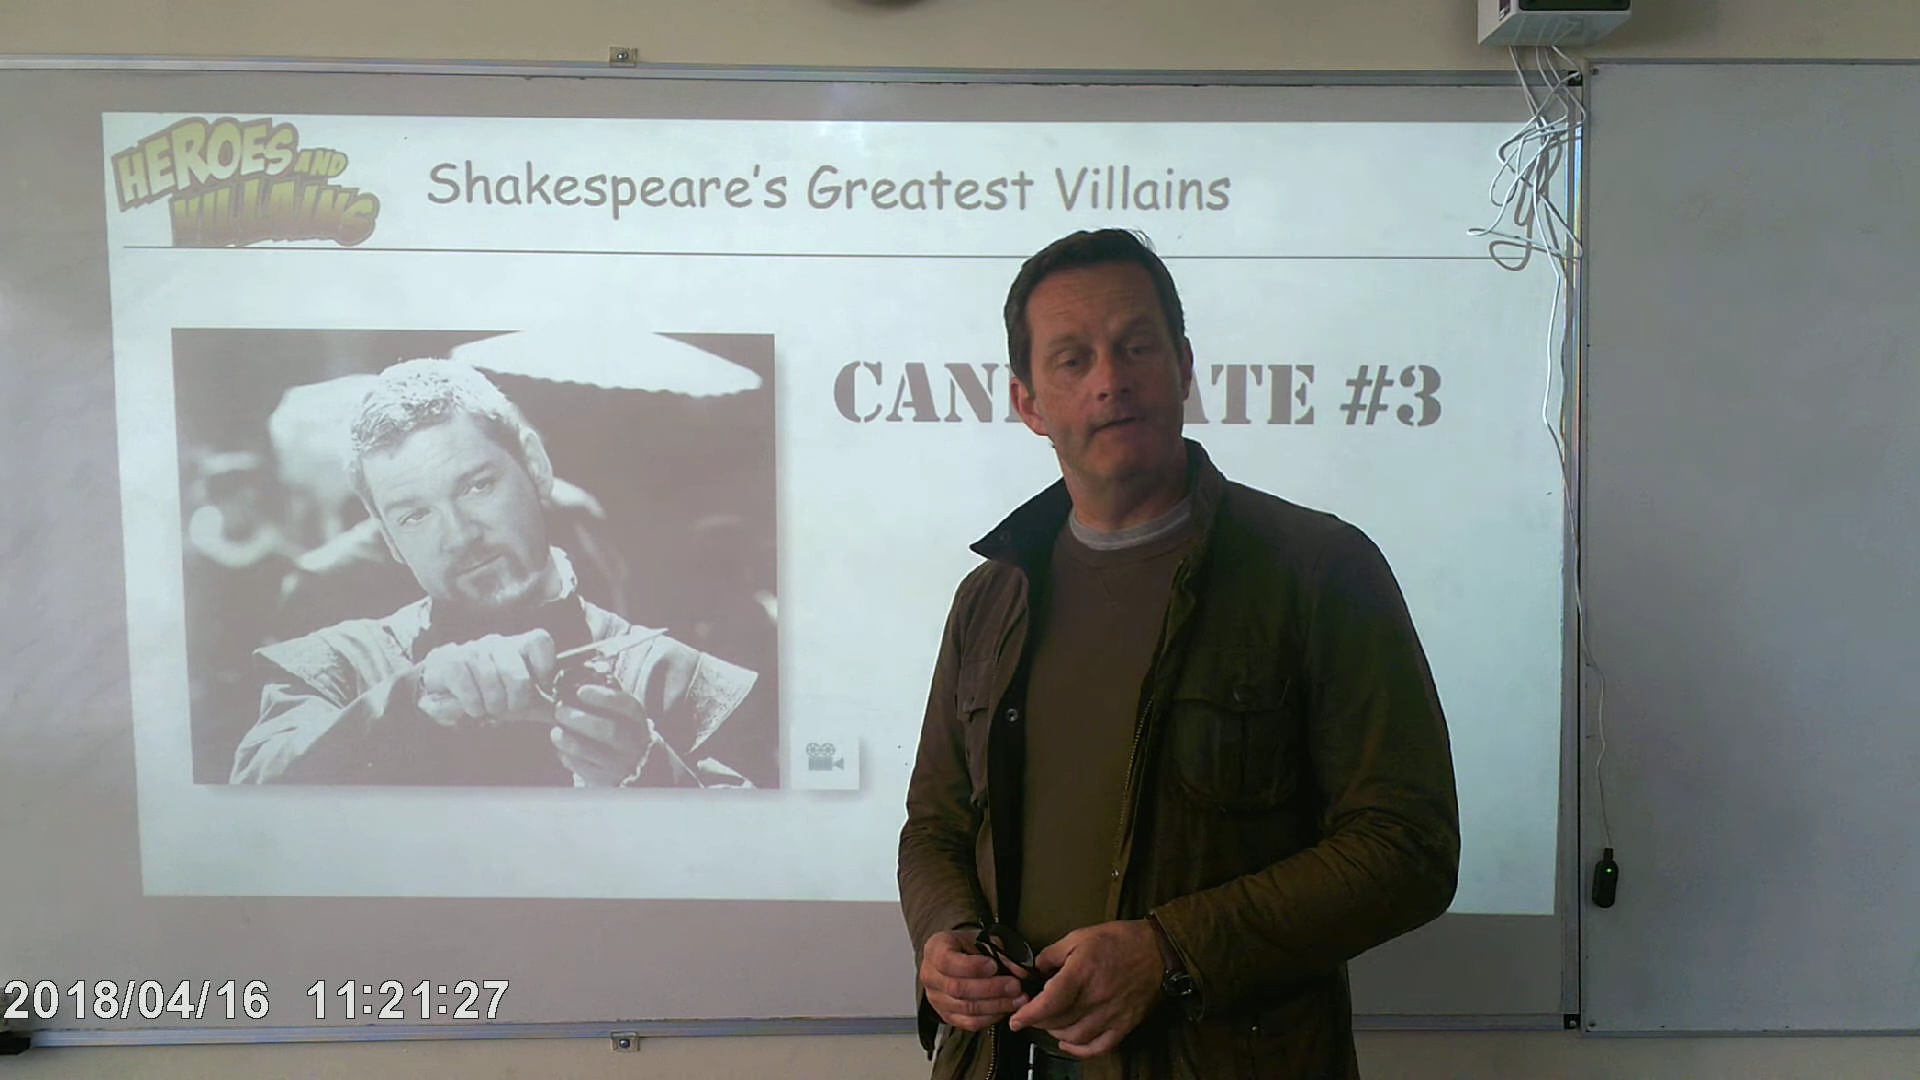 HEROES AND
VILLAINS
Shakespeare's Greatest Villains
CAN ATE #3
2018/04/16 11:21:27